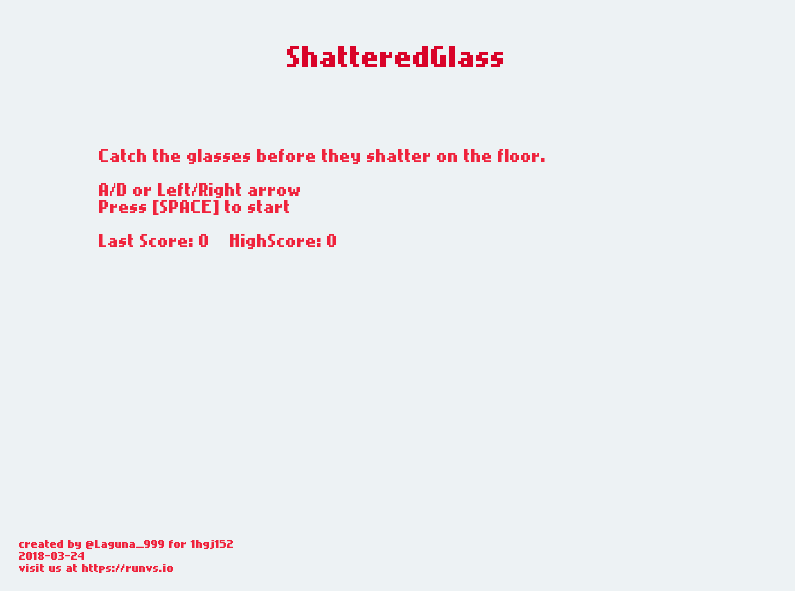 ShatteredGlass
Catch the glasses before they shatter on the floor.
A/D or Left/Right arrow
Press [SPACE] to start
Last Score: 0 HighScore: 0
created by @Laguna_999 for 1hgj152
2018-03-24
visit us at https://runvs.io